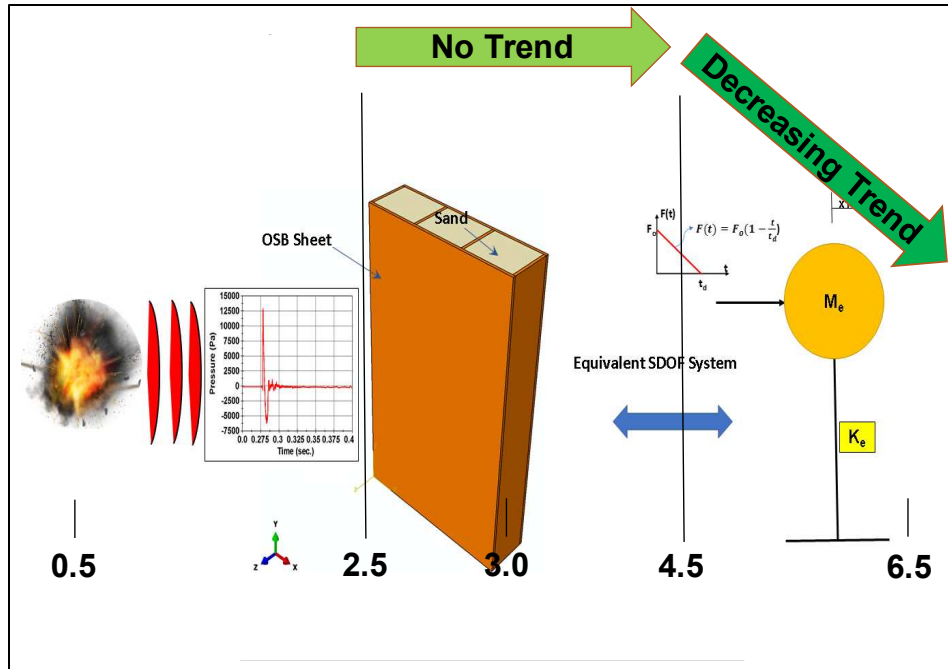 No Trend
Decreasing Trend
Sand
OSB Sheet
F(t)
F₀
F(t) = F₀(1 − t/t_d)
t
t_d
Mₑ
Equivalent SDOF System
Kₑ
15000
12500
10000
7500
5000
2500
0
-2500
-5000
-7500
Pressure (Pa)
0.0 0.275 0.3 0.325 0.35 0.375 0.4
Time (sec.)
Y
Z
X
0.5
2.5
3.0
4.5
6.5